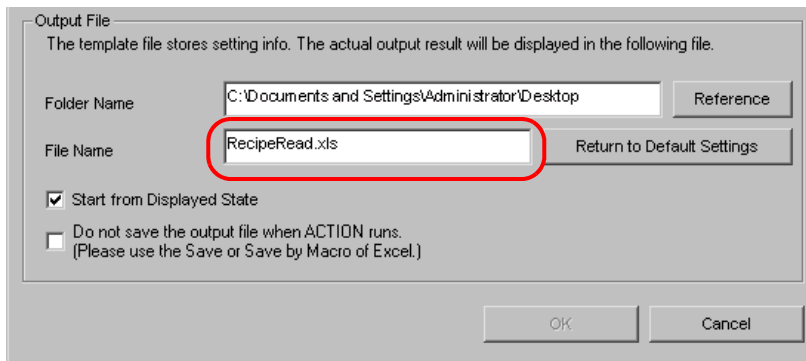 Output File
The template file stores setting info. The actual output result will be displayed in the following file.
Folder Name
C:\Documents and Settings\Administrator\Desktop
Reference
File Name
RecipeRead.xls
Return to Default Settings
Start from Displayed State
Do not save the output file when ACTION runs.
(Please use the Save or Save by Macro of Excel.)
OK
Cancel